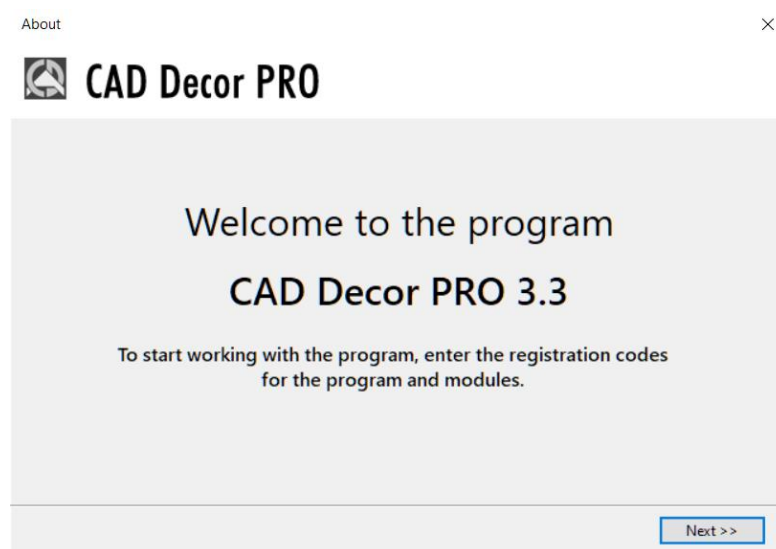 About
CAD Decor PRO
Welcome to the program
CAD Decor PRO 3.3
To start working with the program, enter the registration codes
for the program and modules.
Next >>